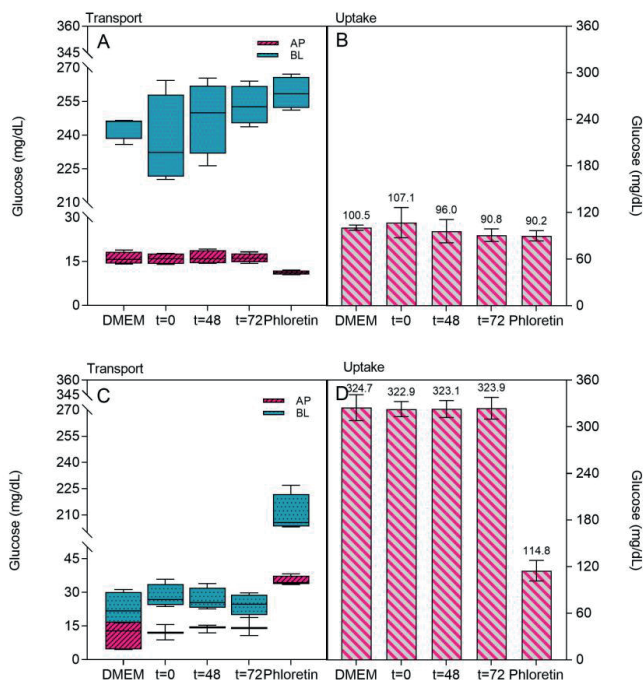 Transport
Uptake
A
AP
BL
B
360
345
270
255
240
225
210
30
15
0
Glucose (mg/dL)
100.5
107.1
96.0
90.8
90.2
360
300
240
180
120
60
0
Glucose (mg/dL)
DMEM t=0 t=48 t=72 Phloretin
DMEM t=0 t=48 t=72 Phloretin
Transport
Uptake
C
AP
BL
D
360
345
270
255
240
225
210
45
30
15
0
Glucose (mg/dL)
324.7
322.9
323.1
323.9
114.8
360
300
240
180
120
60
0
Glucose (mg/dL)
DMEM t=0 t=48 t=72 Phloretin
DMEM t=0 t=48 t=72 Phloretin